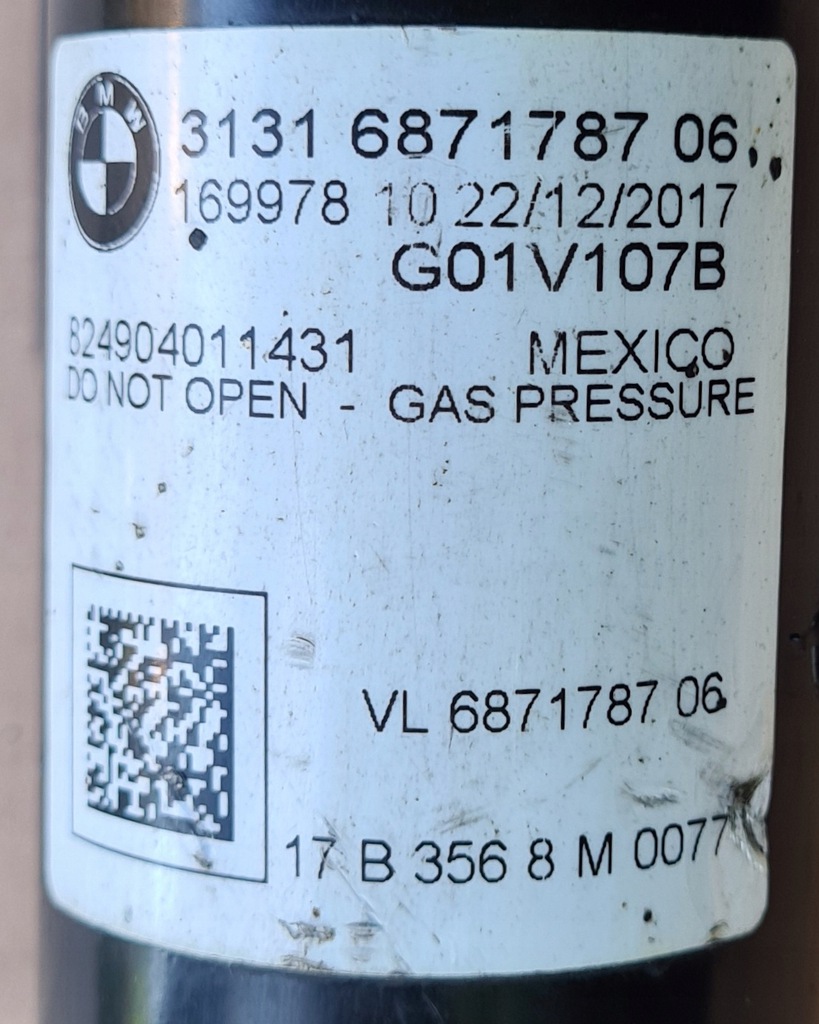 BMW
3131 6871787 06
169978 10 22/12/2017
G01V107B
824904011431 MEXICO
DO NOT OPEN - GAS PRESSURE
VL 6871787 06
17 B 356 8 M 0077